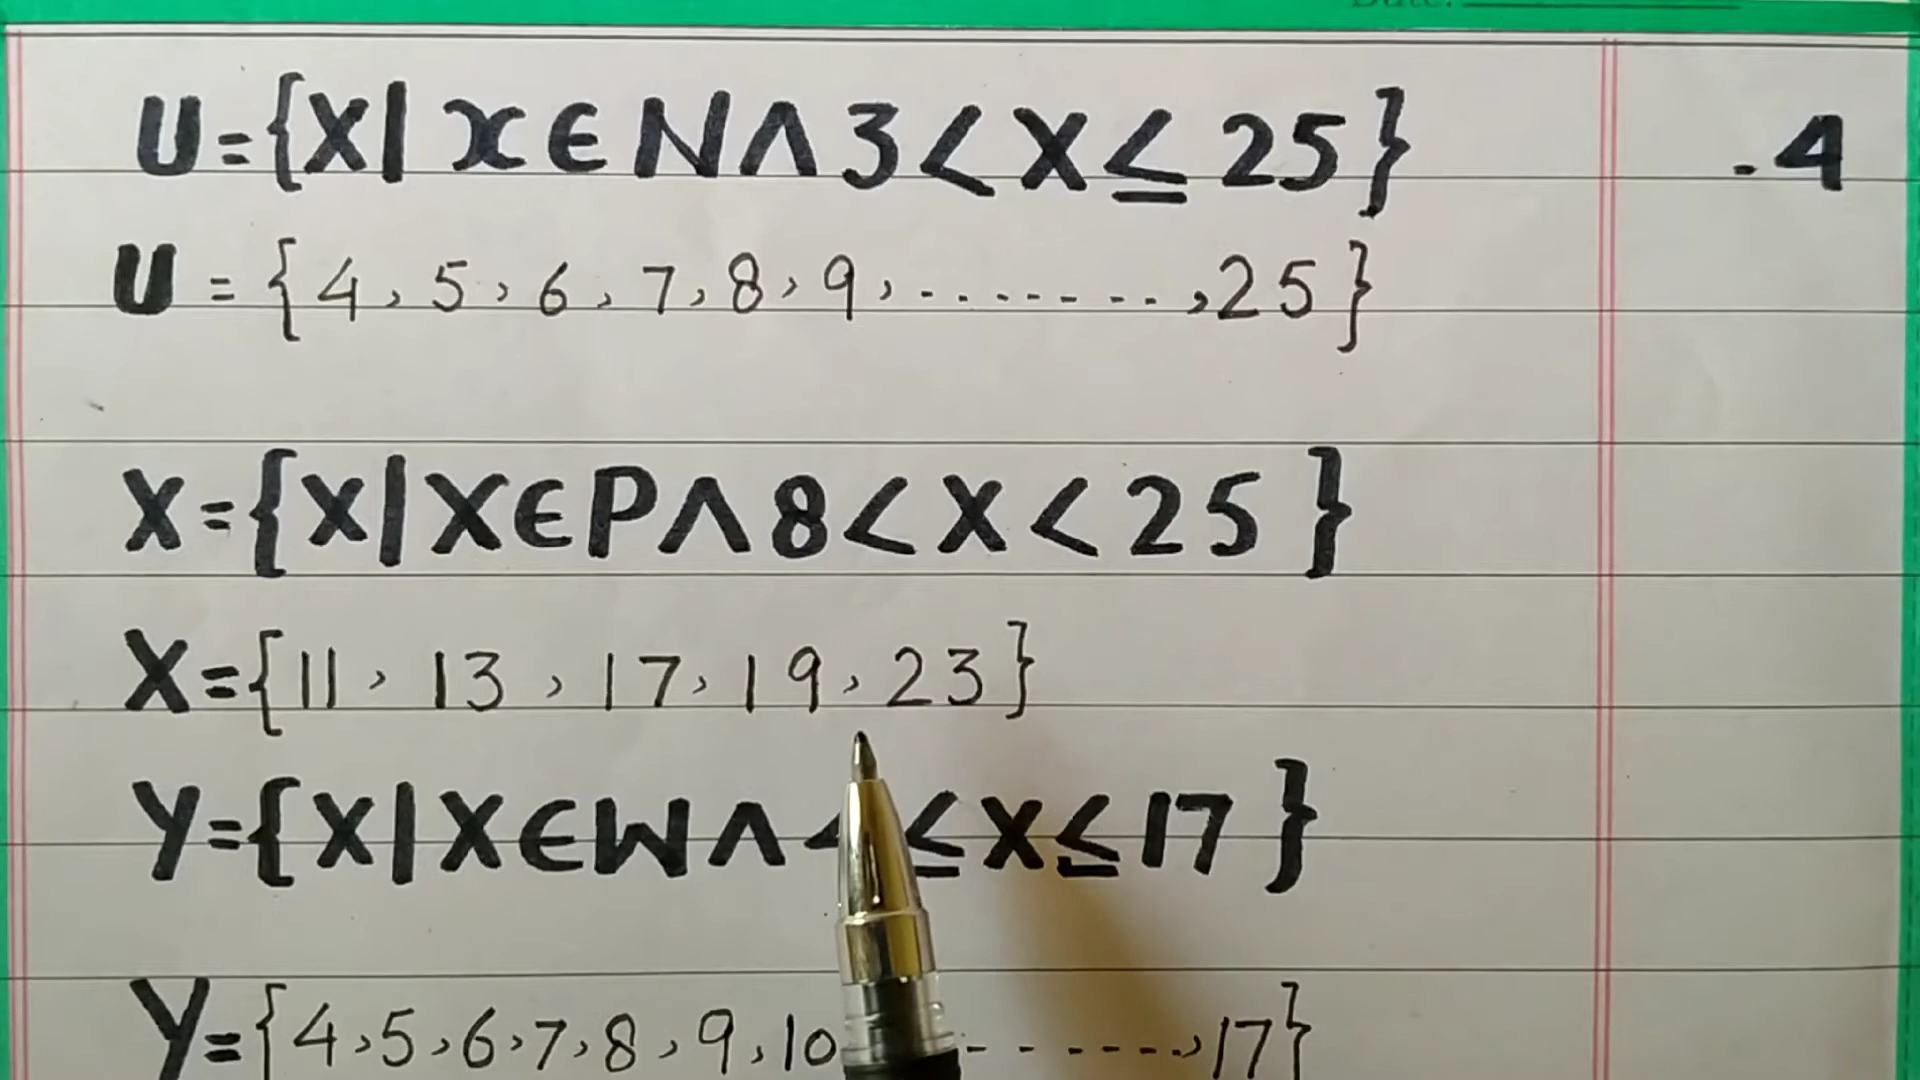 Date:
U={X| x∈N∧3<X≤25} .4
U={4,5,6,7,8,9,--------,25}
X={X|X∈P∧8<X<25}
X={11,13,17,19,23}
Y={X|X∈W∧ ≤X≤17}
Y={4,5,6,7,8,9,10 ------,17}